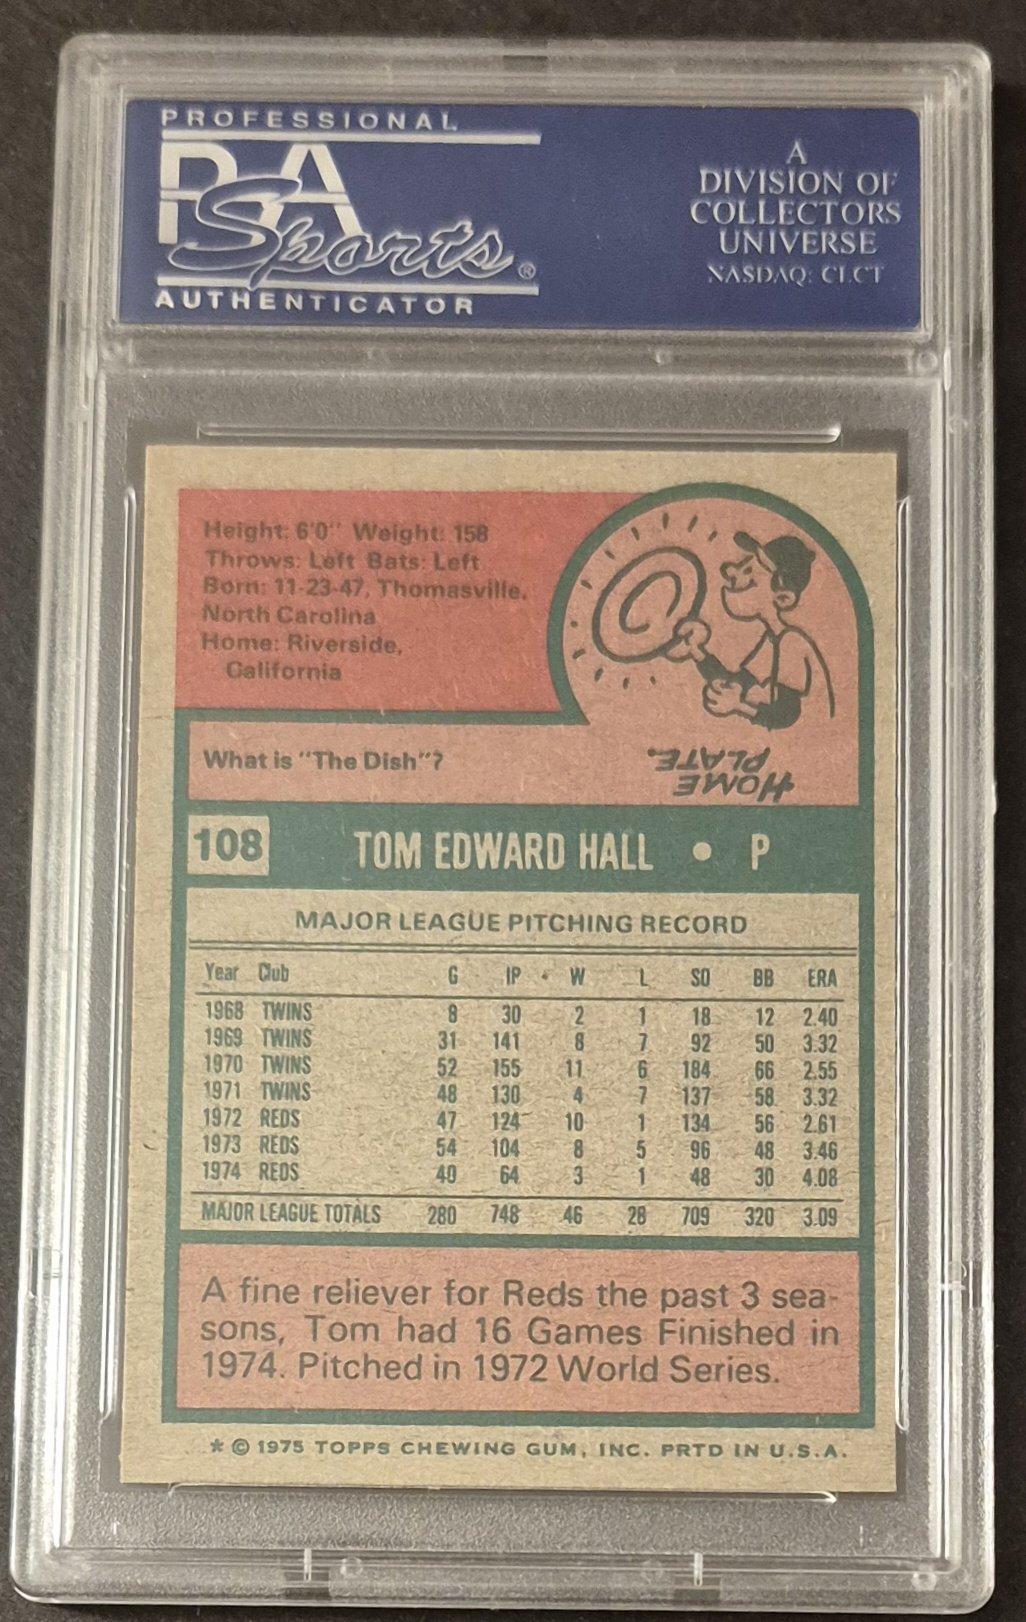 PROFESSIONAL
PSA
Sports®
AUTHENTICATOR
A
DIVISION OF
COLLECTORS
UNIVERSE
NASDAQ: CLCT
Height: 6'0" Weight: 158
Throws: Left Bats: Left
Born: 11-23-47, Thomasville,
North Carolina
Home: Riverside,
California
What is "The Dish"?
HOME
PLATE.
108 TOM EDWARD HALL • P
MAJOR LEAGUE PITCHING RECORD
Year Club G IP W L SO BB ERA
1968 TWINS 8 30 2 1 18 12 2.40
1969 TWINS 31 141 8 7 92 50 3.32
1970 TWINS 52 155 11 6 184 66 2.55
1971 TWINS 48 130 4 7 137 58 3.32
1972 REDS 47 124 10 1 134 56 2.61
1973 REDS 54 104 8 5 96 48 3.46
1974 REDS 40 64 3 1 48 30 4.08
MAJOR LEAGUE TOTALS 280 748 46 28 709 320 3.09
A fine reliever for Reds the past 3 sea-
sons, Tom had 16 Games Finished in
1974. Pitched in 1972 World Series.
* © 1975 TOPPS CHEWING GUM, INC. PRTD IN U.S.A.